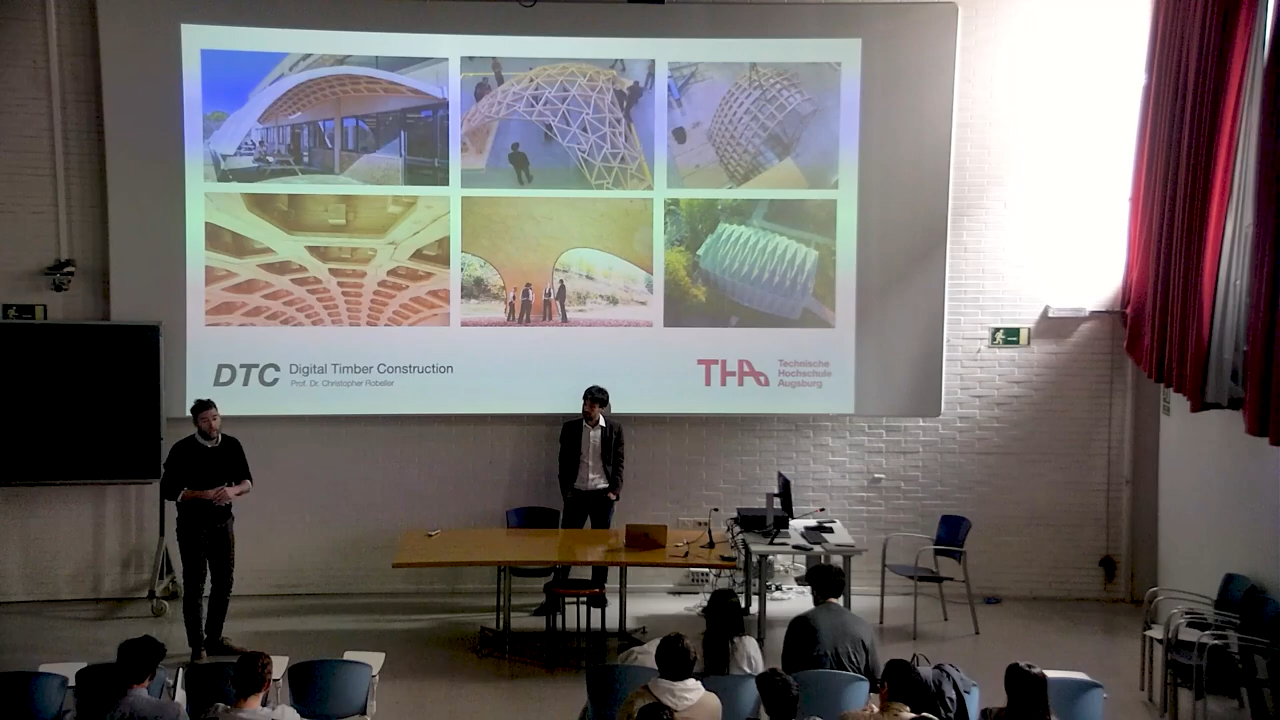 DTC
Digital Timber Construction
Prof. Dr. Christopher Robeller
THA
Technische
Hochschule
Augsburg